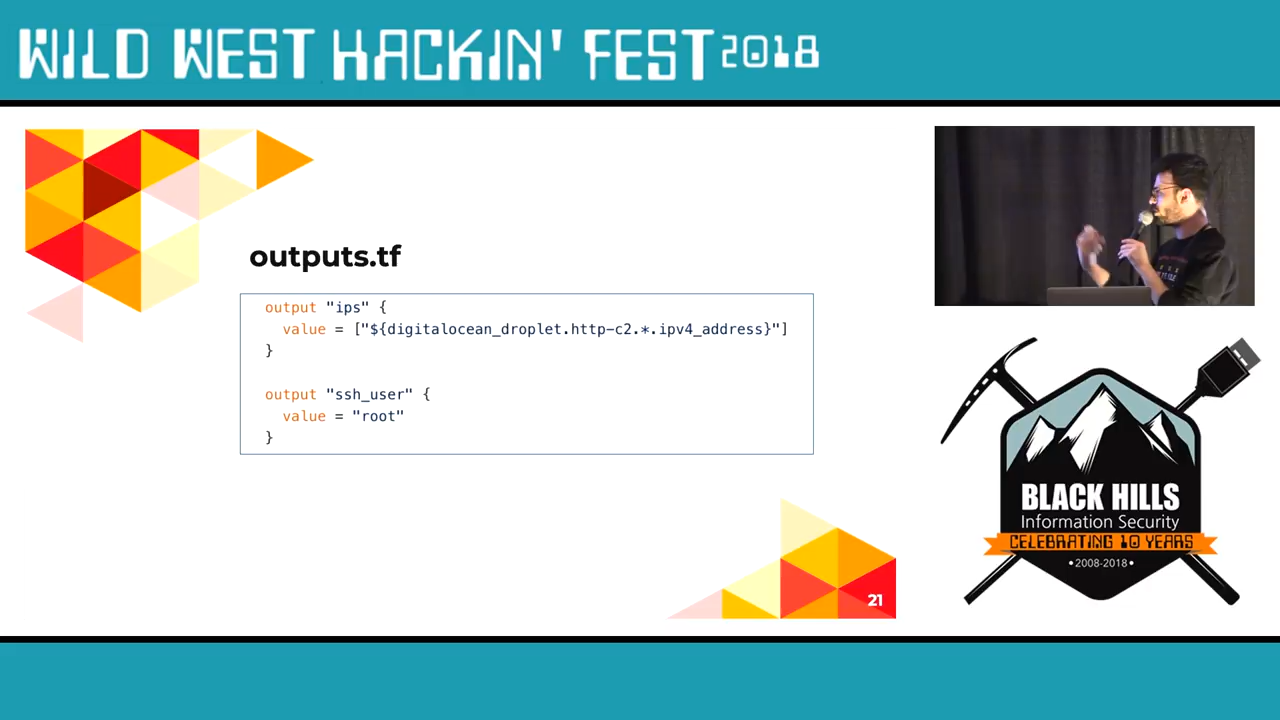 WILD WEST HACKIN' FEST 2018
outputs.tf
output "ips" {
  value = ["${digitalocean_droplet.http-c2.*.ipv4_address}"]
}
output "ssh_user" {
  value = "root"
}
21
BLACK HILLS
Information Security
CELEBRATING 10 YEARS
•2008-2018•